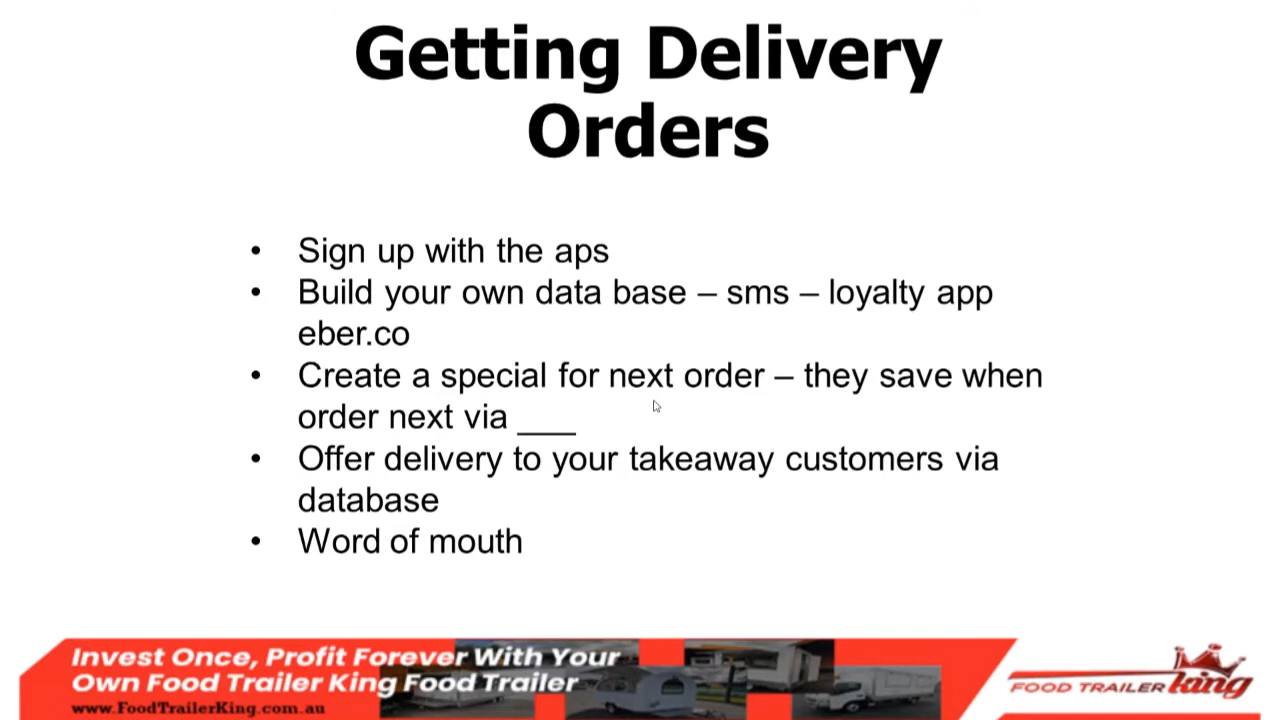 Getting Delivery
Orders
• Sign up with the aps
• Build your own data base – sms – loyalty app
eber.co
• Create a special for next order – they save when
order next via ___
• Offer delivery to your takeaway customers via
database
• Word of mouth
Invest Once, Profit Forever With Your
Own Food Trailer King Food Trailer
www.FoodTrailerKing.com.au
FOOD TRAILER king